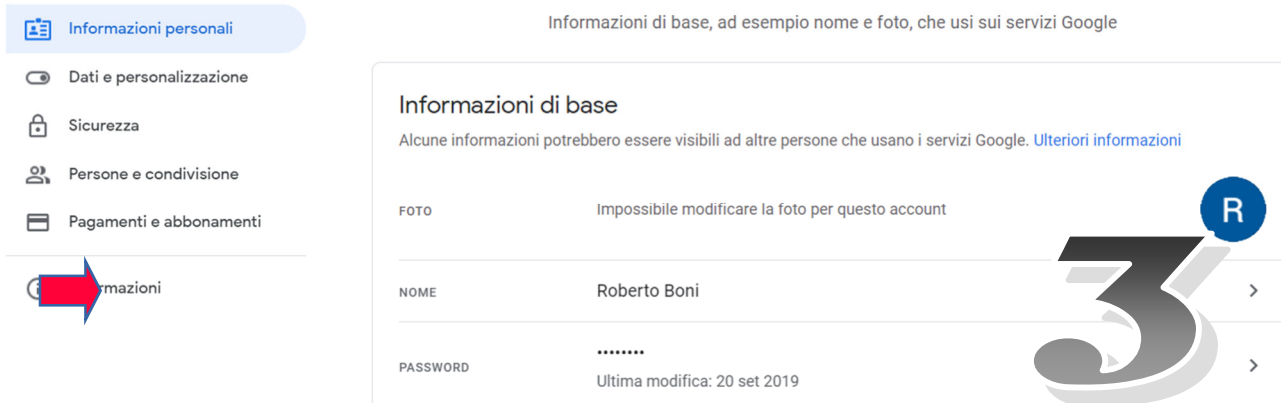 Informazioni personali
Dati e personalizzazione
Sicurezza
Persone e condivisione
Pagamenti e abbonamenti
rmazioni
Informazioni di base, ad esempio nome e foto, che usi sui servizi Google
Informazioni di base
Alcune informazioni potrebbero essere visibili ad altre persone che usano i servizi Google. Ulteriori informazioni
FOTO Impossibile modificare la foto per questo account R
NOME Roberto Boni
PASSWORD ••••••••
Ultima modifica: 20 set 2019
3